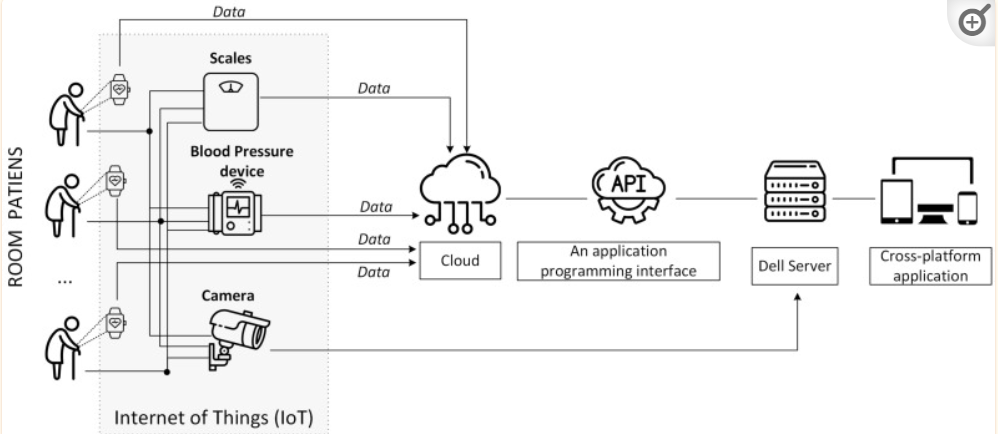 Data
Scales
Data
Blood Pressure
device
API
Data
Data
Data
Cloud
An application
programming interface
Dell Server
Cross-platform
application
ROOM PATIENS
...
Camera
Internet of Things (IoT)